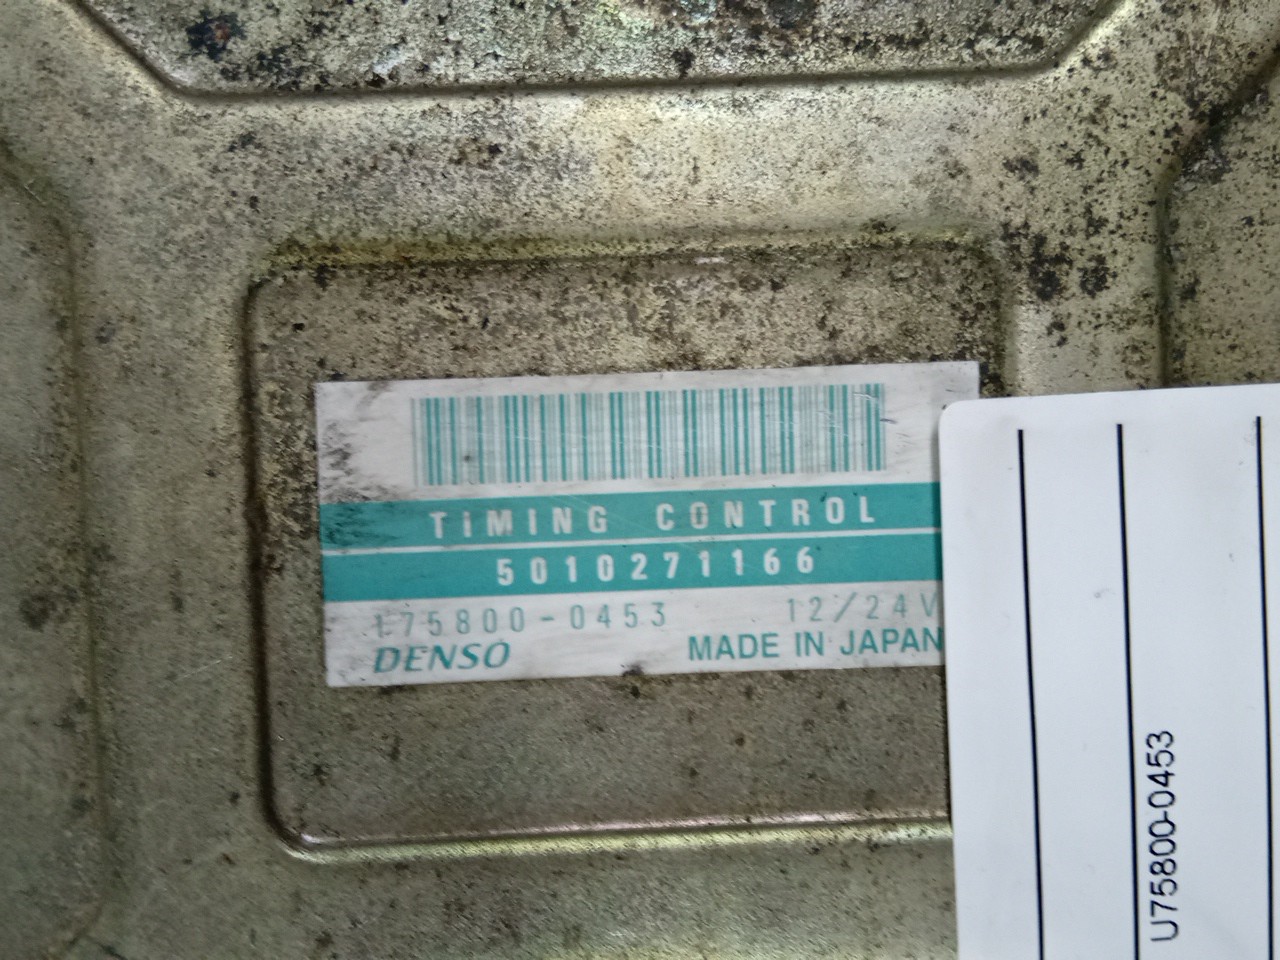 TiMING CONTROL
5010271166
175800-0453 12/24V
DENSO MADE IN JAPAN
U75800-0453